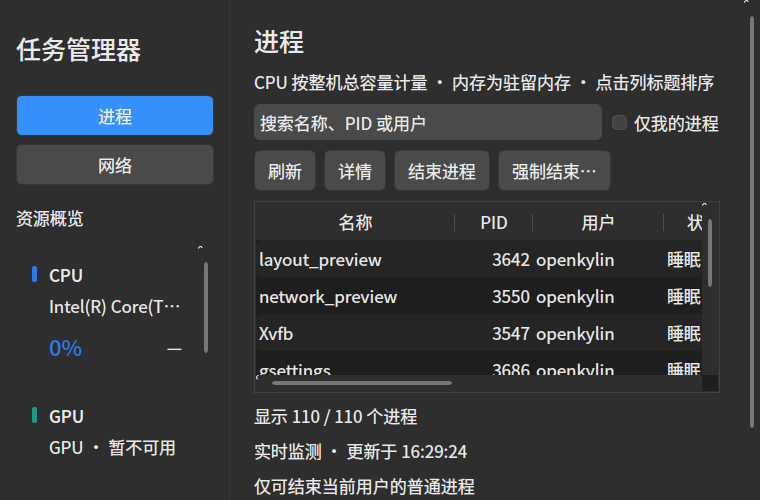 任务管理器
进程
网络
资源概览
CPU
Intel(R) Core(T…
0% —
GPU
GPU · 暂不可用
进程
CPU 按整机总容量计量 · 内存为驻留内存 · 点击列标题排序
搜索名称、PID 或用户 仅我的进程
刷新 详情 结束进程 强制结束…
名称 PID 用户 状
layout_preview 3642 openkylin 睡眠
network_preview 3550 openkylin 睡眠
Xvfb 3547 openkylin 睡眠
gsettings 3686 openkylin 睡眠
显示 110 / 110 个进程
实时监测 · 更新于 16:29:24
仅可结束当前用户的普通进程